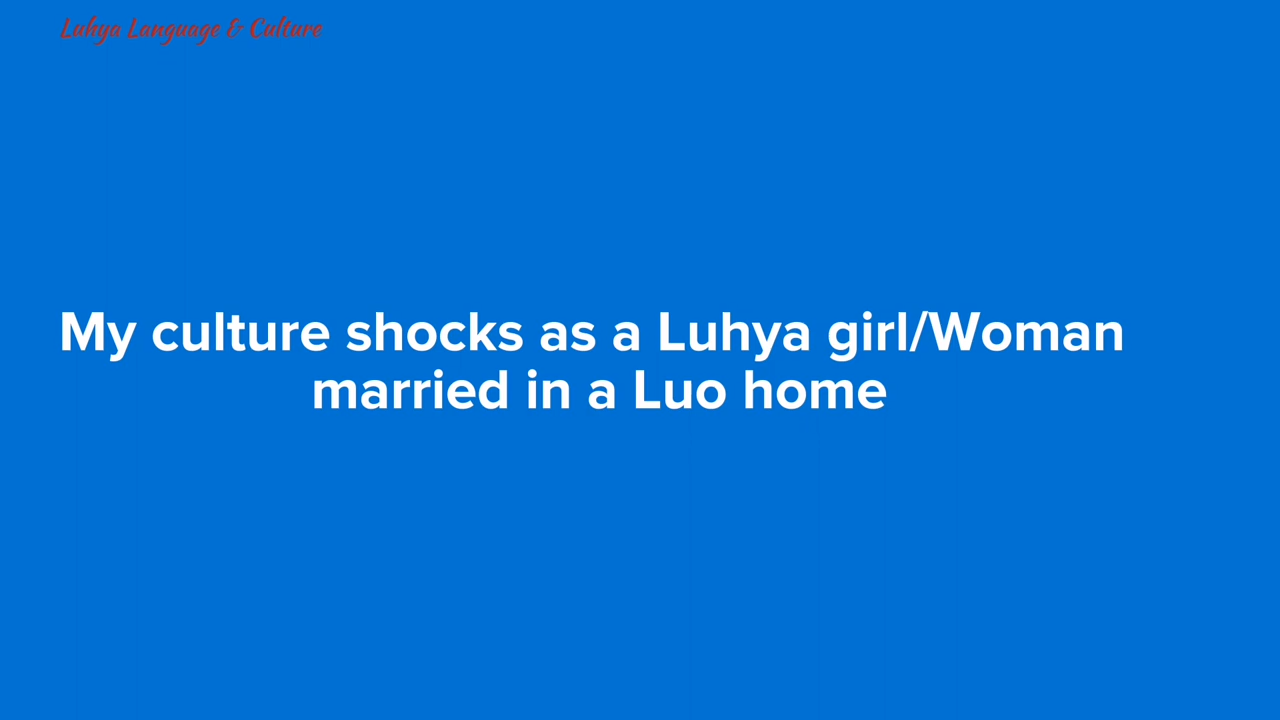 Luhya Language & Culture
My culture shocks as a Luhya girl/Woman
married in a Luo home